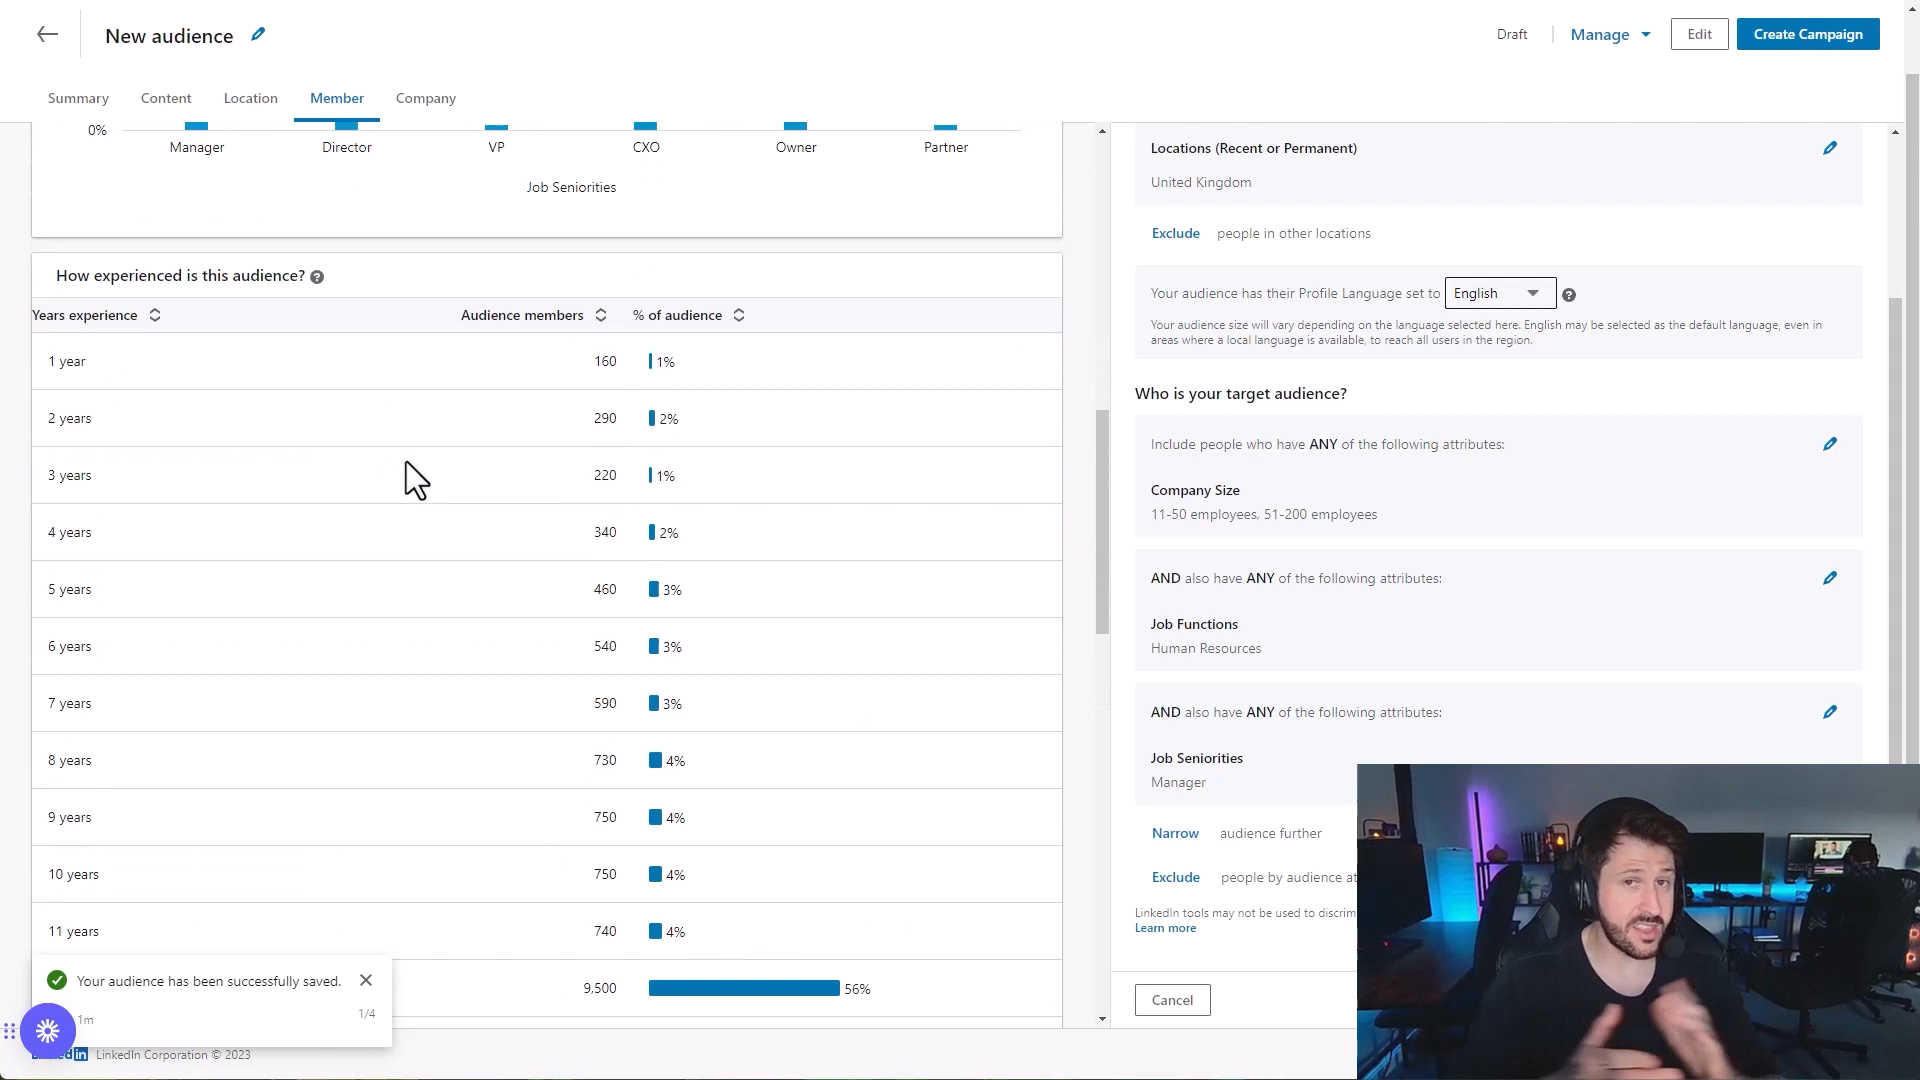 New audience
Draft
Manage
Edit
Create Campaign
Summary
Content
Location
Member
Company
0%
Manager
Director
VP
CXO
Owner
Partner
Job Seniorities
How experienced is this audience?
Years experience
Audience members
% of audience
1 year 160 1%
2 years 290 2%
3 years 220 1%
4 years 340 2%
5 years 460 3%
6 years 540 3%
7 years 590 3%
8 years 730 4%
9 years 750 4%
10 years 750 4%
11 years 740 4%
9,500 56%
Your audience has been successfully saved.
1m
1/4
LinkedIn Corporation © 2023
Locations (Recent or Permanent)
United Kingdom
Exclude people in other locations
Your audience has their Profile Language set to English
Your audience size will vary depending on the language selected here. English may be selected as the default language, even in
areas where a local language is available, to reach all users in the region.
Who is your target audience?
Include people who have ANY of the following attributes:
Company Size
11-50 employees, 51-200 employees
AND also have ANY of the following attributes:
Job Functions
Human Resources
AND also have ANY of the following attributes:
Job Seniorities
Manager
Narrow audience further
Exclude people by audience
LinkedIn tools may not be used to
Learn more
Cancel